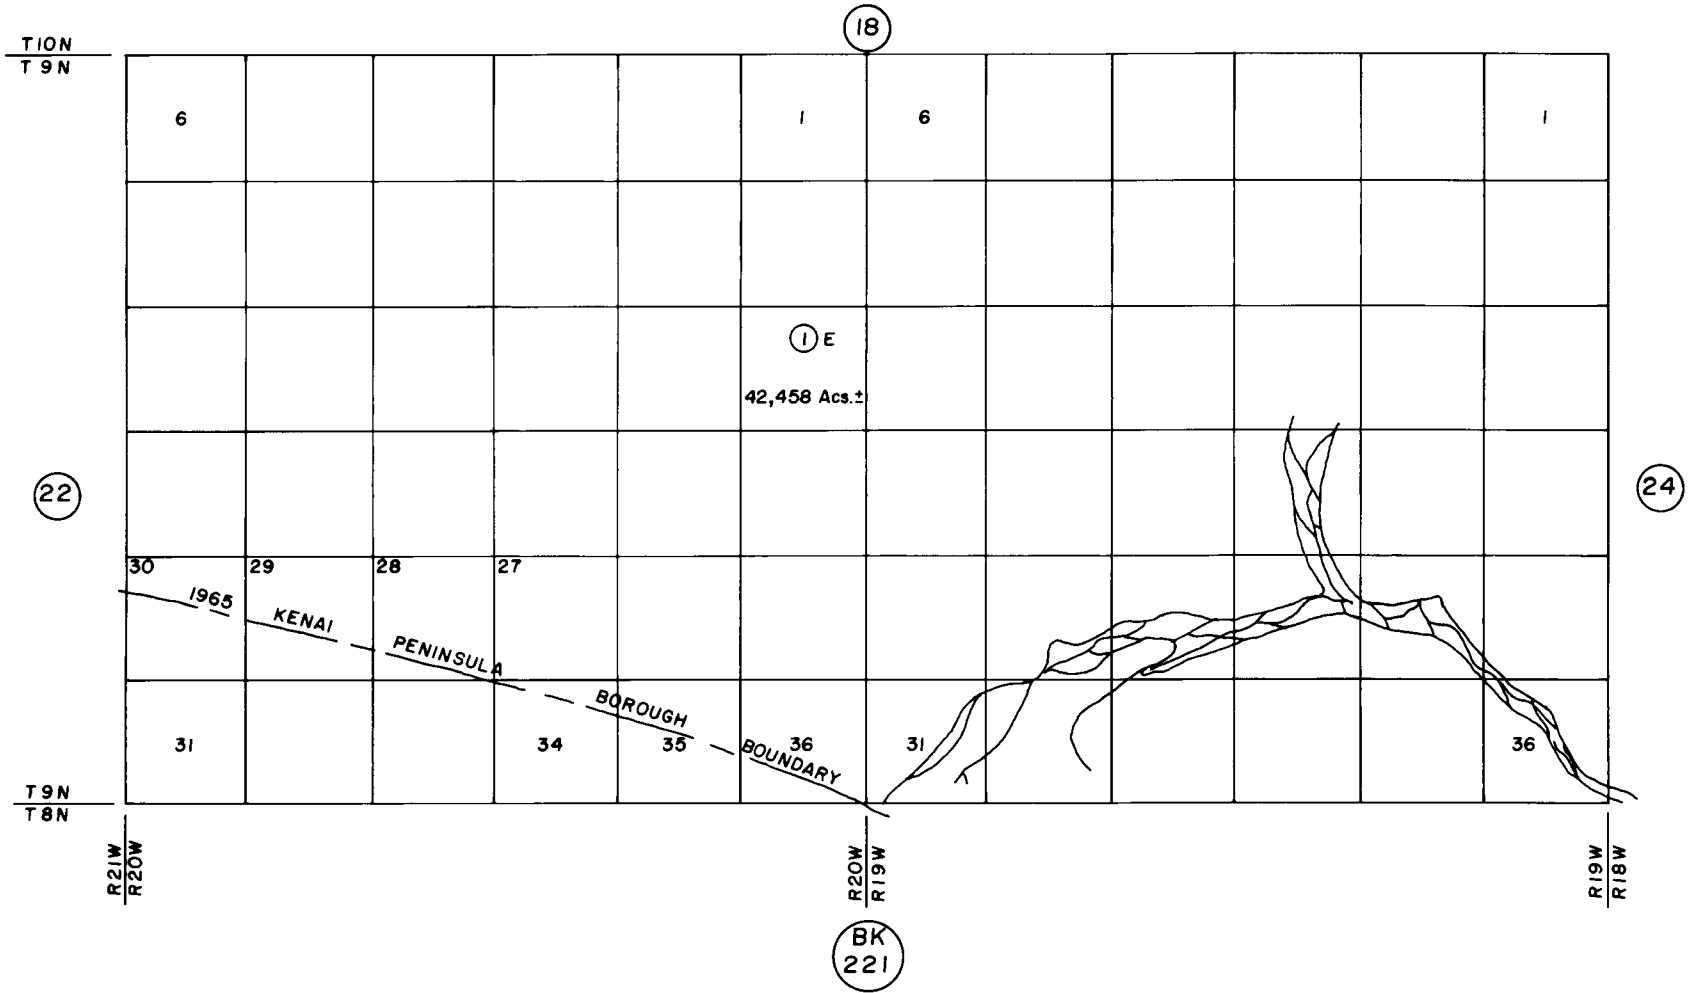 18
T10N
T 9N
6
1
6
1
1 E
42,458 Acs.±
22
24
30
29
28
27
1965 KENAI PENINSULA BOROUGH BOUNDARY
31
34
35
36
31
36
T9N
T8N
R21W
R20W
R20W
R19W
R19W
R18W
BK
221